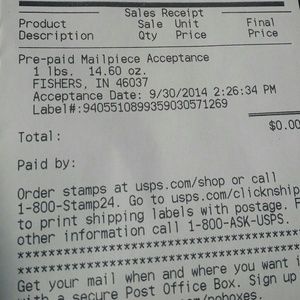 Sales Receipt
Product Sale Unit Final
Description Qty Price Price
Pre-paid Mailpiece Acceptance
1 lbs. 14.60 oz.
FISHERS, IN 46037
Acceptance Date: 9/30/2014 2:26:34 PM
Label#:9405510899359030571269
$0.00
Total:
Paid by:
Order stamps at usps.com/shop or call
1-800-Stamp24. Go to usps.com/clicknship
to print shipping labels with postage. F
other information call 1-800-ASK-USPS.
****************************************
****************************************
Get your mail when and where you want i
with a secure Post Office Box. Sign up